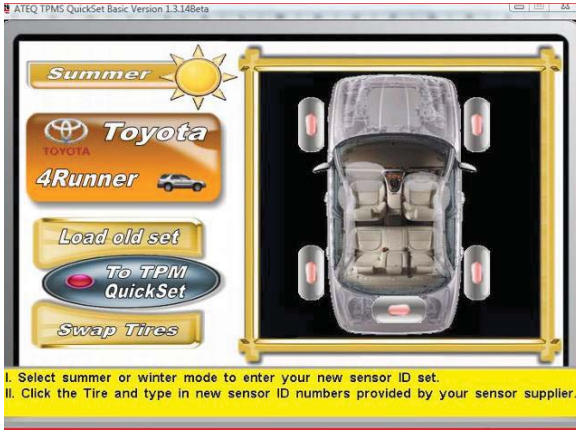 ATEQ TPMS QuickSet Basic Version 1.3.14Beta
Summer
Toyota
TOYOTA
4Runner
Load old set
To TPM
QuickSet
Swap Tires
I. Select summer or winter mode to enter your new sensor ID set.
II. Click the Tire and type in new sensor ID numbers provided by your sensor supplier.